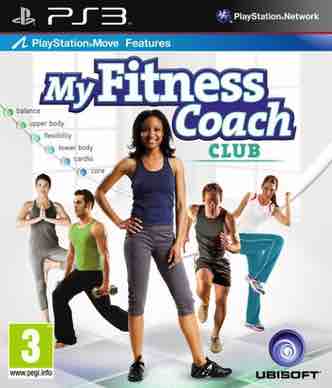 PS3
PlayStation®Network
PlayStation®Move Features
My Fitness
Coach
CLUB
balance
upper body
flexibility
lower body
cardio
core
3
www.pegi.info
UBISOFT